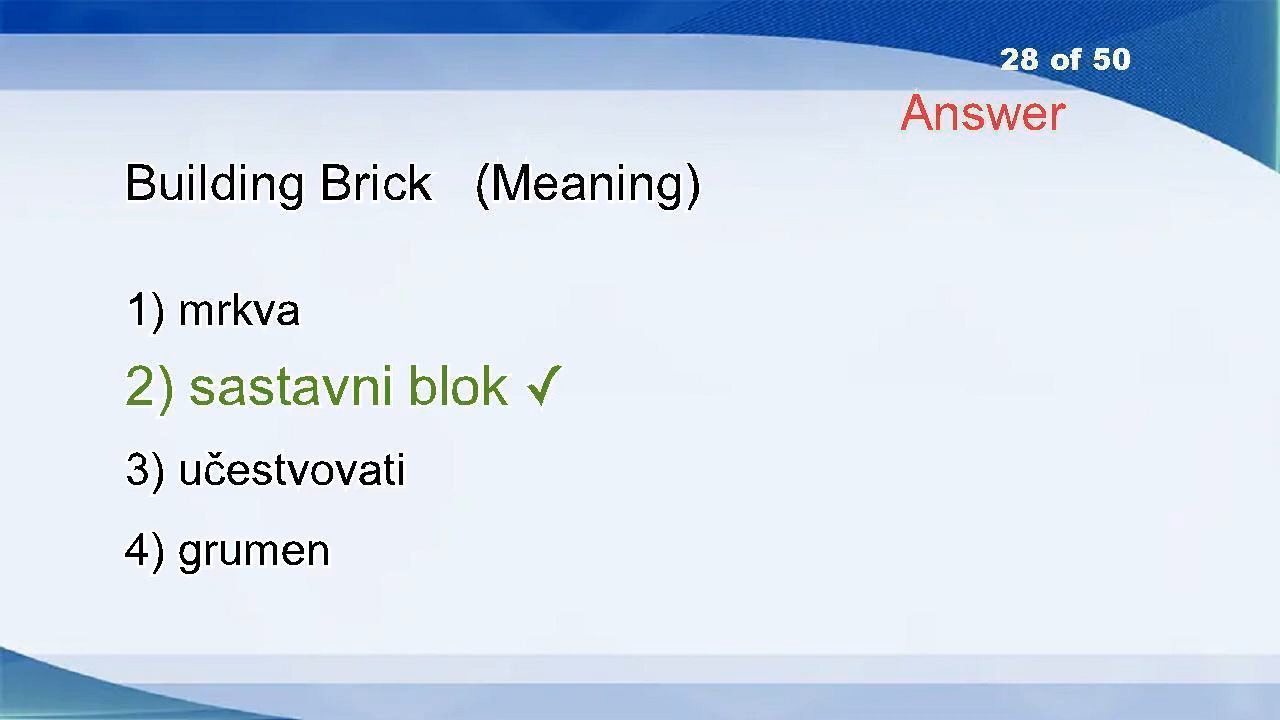 28 of 50
Answer
Building Brick (Meaning)
1) mrkva
2) sastavni blok ✓
3) učestvovati
4) grumen